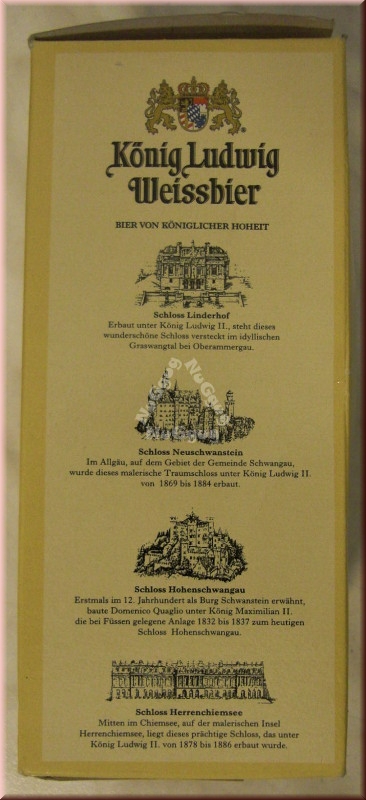 König Ludwig
Weissbier
BIER VON KÖNIGLICHER HOHEIT
Schloss Linderhof
Erbaut unter König Ludwig II., steht dieses
wunderschöne Schloss versteckt im idyllischen
Graswangtal bei Oberammergau.
Schloss Neuschwanstein
Im Allgäu, auf dem Gebiet der Gemeinde Schwangau,
wurde dieses malerische Traumschloss unter König Ludwig II.
von 1869 bis 1884 erbaut.
Schloss Hohenschwangau
Erstmals im 12. Jahrhundert als Burg Schwanstein erwähnt,
baute Domenico Quaglio unter König Maximilian II.
die bei Füssen gelegene Anlage 1832 bis 1837 zum heutigen
Schloss Hohenschwangau.
Schloss Herrenchiemsee
Mitten im Chiemsee, auf der malerischen Insel
Herrenchiemsee, liegt dieses prächtige Schloss, das unter
König Ludwig II. von 1878 bis 1886 erbaut wurde.